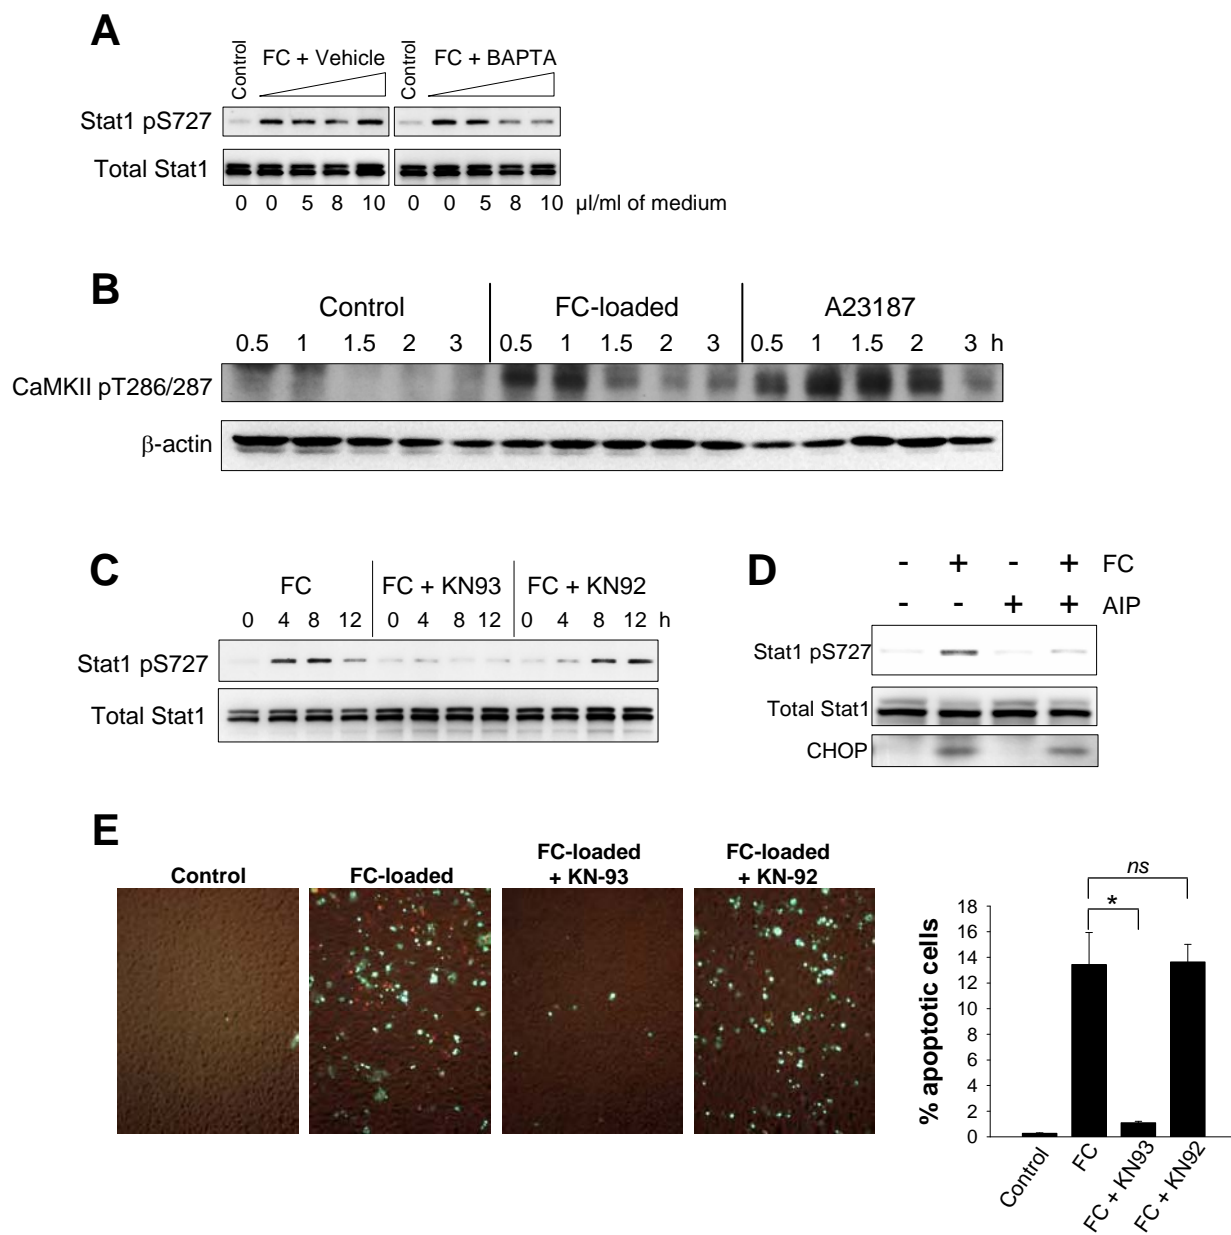 A
Control
FC + Vehicle
Control
FC + BAPTA
Stat1 pS727
Total Stat1
0 0 5 8 10 0 0 5 8 10 µl/ml of medium
B
Control FC-loaded A23187
0.5 1 1.5 2 3 0.5 1 1.5 2 3 0.5 1 1.5 2 3 h
CaMKII pT286/287
β-actin
C
FC FC + KN93 FC + KN92
0 4 8 12 0 4 8 12 0 4 8 12 h
Stat1 pS727
Total Stat1
D
- + - + FC
- - + + AIP
Stat1 pS727
Total Stat1
CHOP
E
Control
FC-loaded
FC-loaded
+ KN-93
FC-loaded
+ KN-92
ns
*
% apoptotic cells
18
16
14
12
10
8
6
4
2
0
Control
FC
FC + KN93
FC + KN92